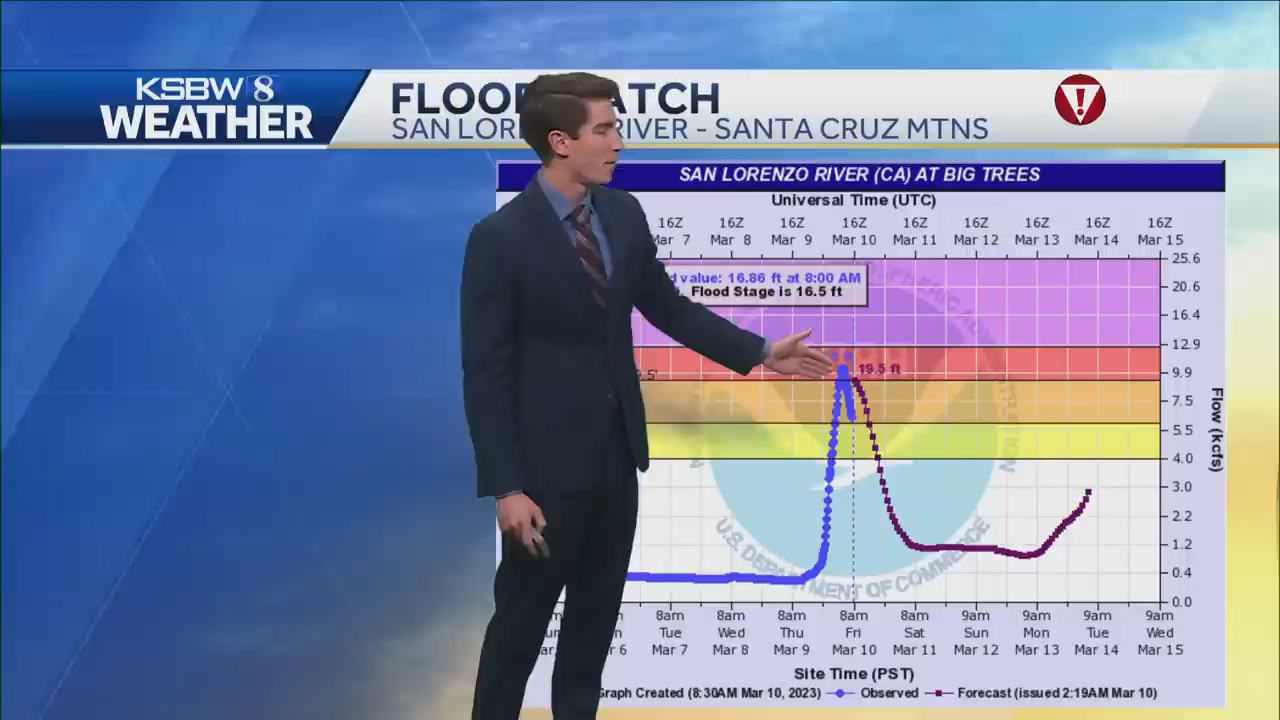 KSBW 8
WEATHER
FLOO ATCH
SAN LOR RIVER - SANTA CRUZ MTNS
SAN LORENZO RIVER (CA) AT BIG TREES
Universal Time (UTC)
16Z 16Z 16Z 16Z 16Z 16Z 16Z 16Z 16Z
Mar 7 Mar 8 Mar 9 Mar 10 Mar 11 Mar 12 Mar 13 Mar 14 Mar 15
d value: 16.86 ft at 8:00 AM
Flood Stage is 16.5 ft
25.6
20.6
16.4
12.9
9.9
7.5
5.5
4.0
3.0
2.2
1.2
0.4
0.0
Flow (kcfs)
19.5 ft
5'
U.S. DEPARTMENT OF COMMERCE
8am 8am 8am 8am 8am 9am 9am 9am 9am
Tue Wed Thu Fri Sat Sun Mon Tue Wed
6 Mar 7 Mar 8 Mar 9 Mar 10 Mar 11 Mar 12 Mar 13 Mar 14 Mar 15
Site Time (PST)
Graph Created (8:30AM Mar 10, 2023) Observed Forecast (issued 2:19AM Mar 10)